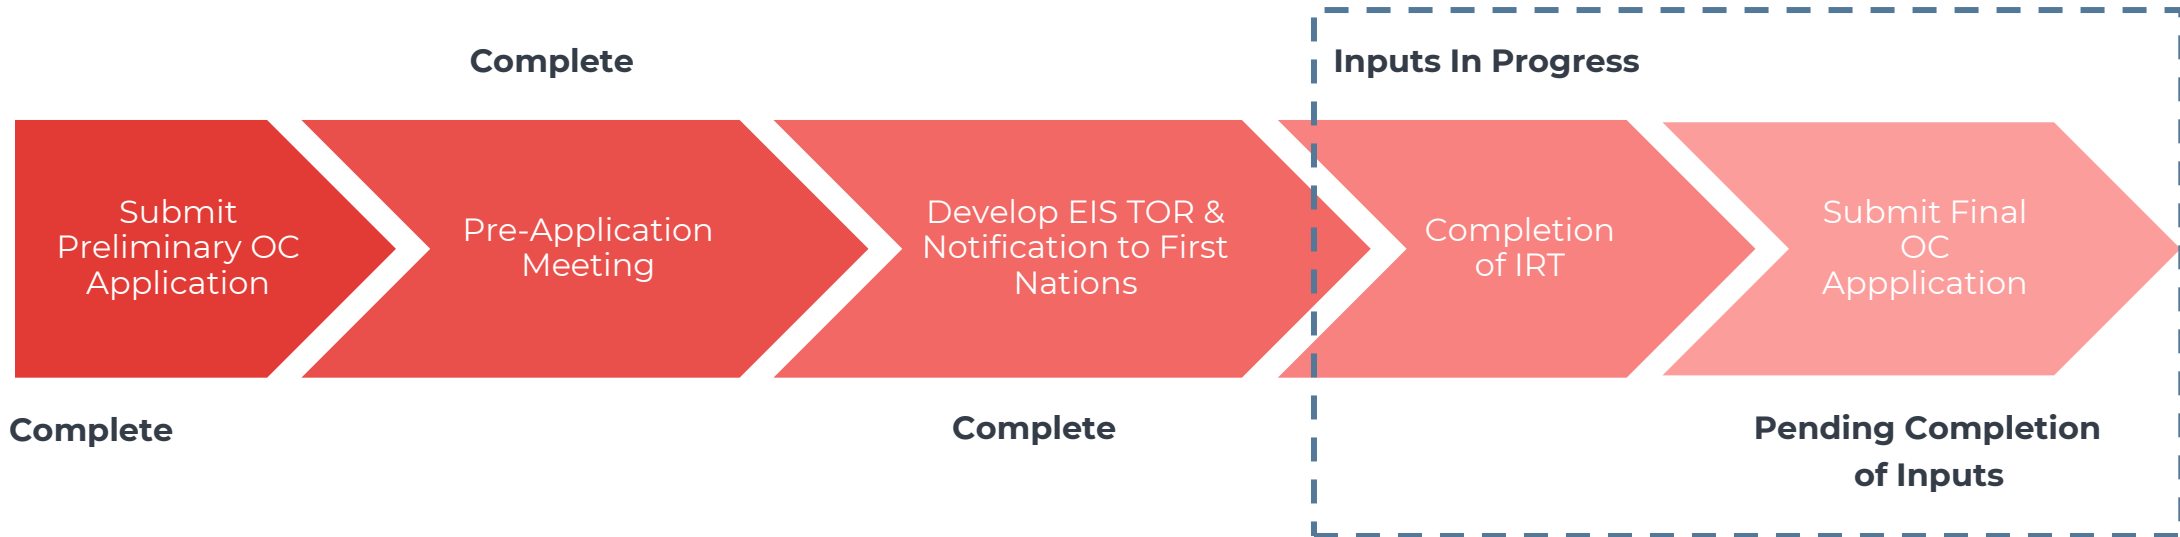 Complete
Inputs In Progress
Submit
Preliminary OC
Application
Pre-Application
Meeting
Develop EIS TOR &
Notification to First
Nations
Completion
of IRT
Submit Final
OC
Appplication
Complete
Complete
Pending Completion
of Inputs